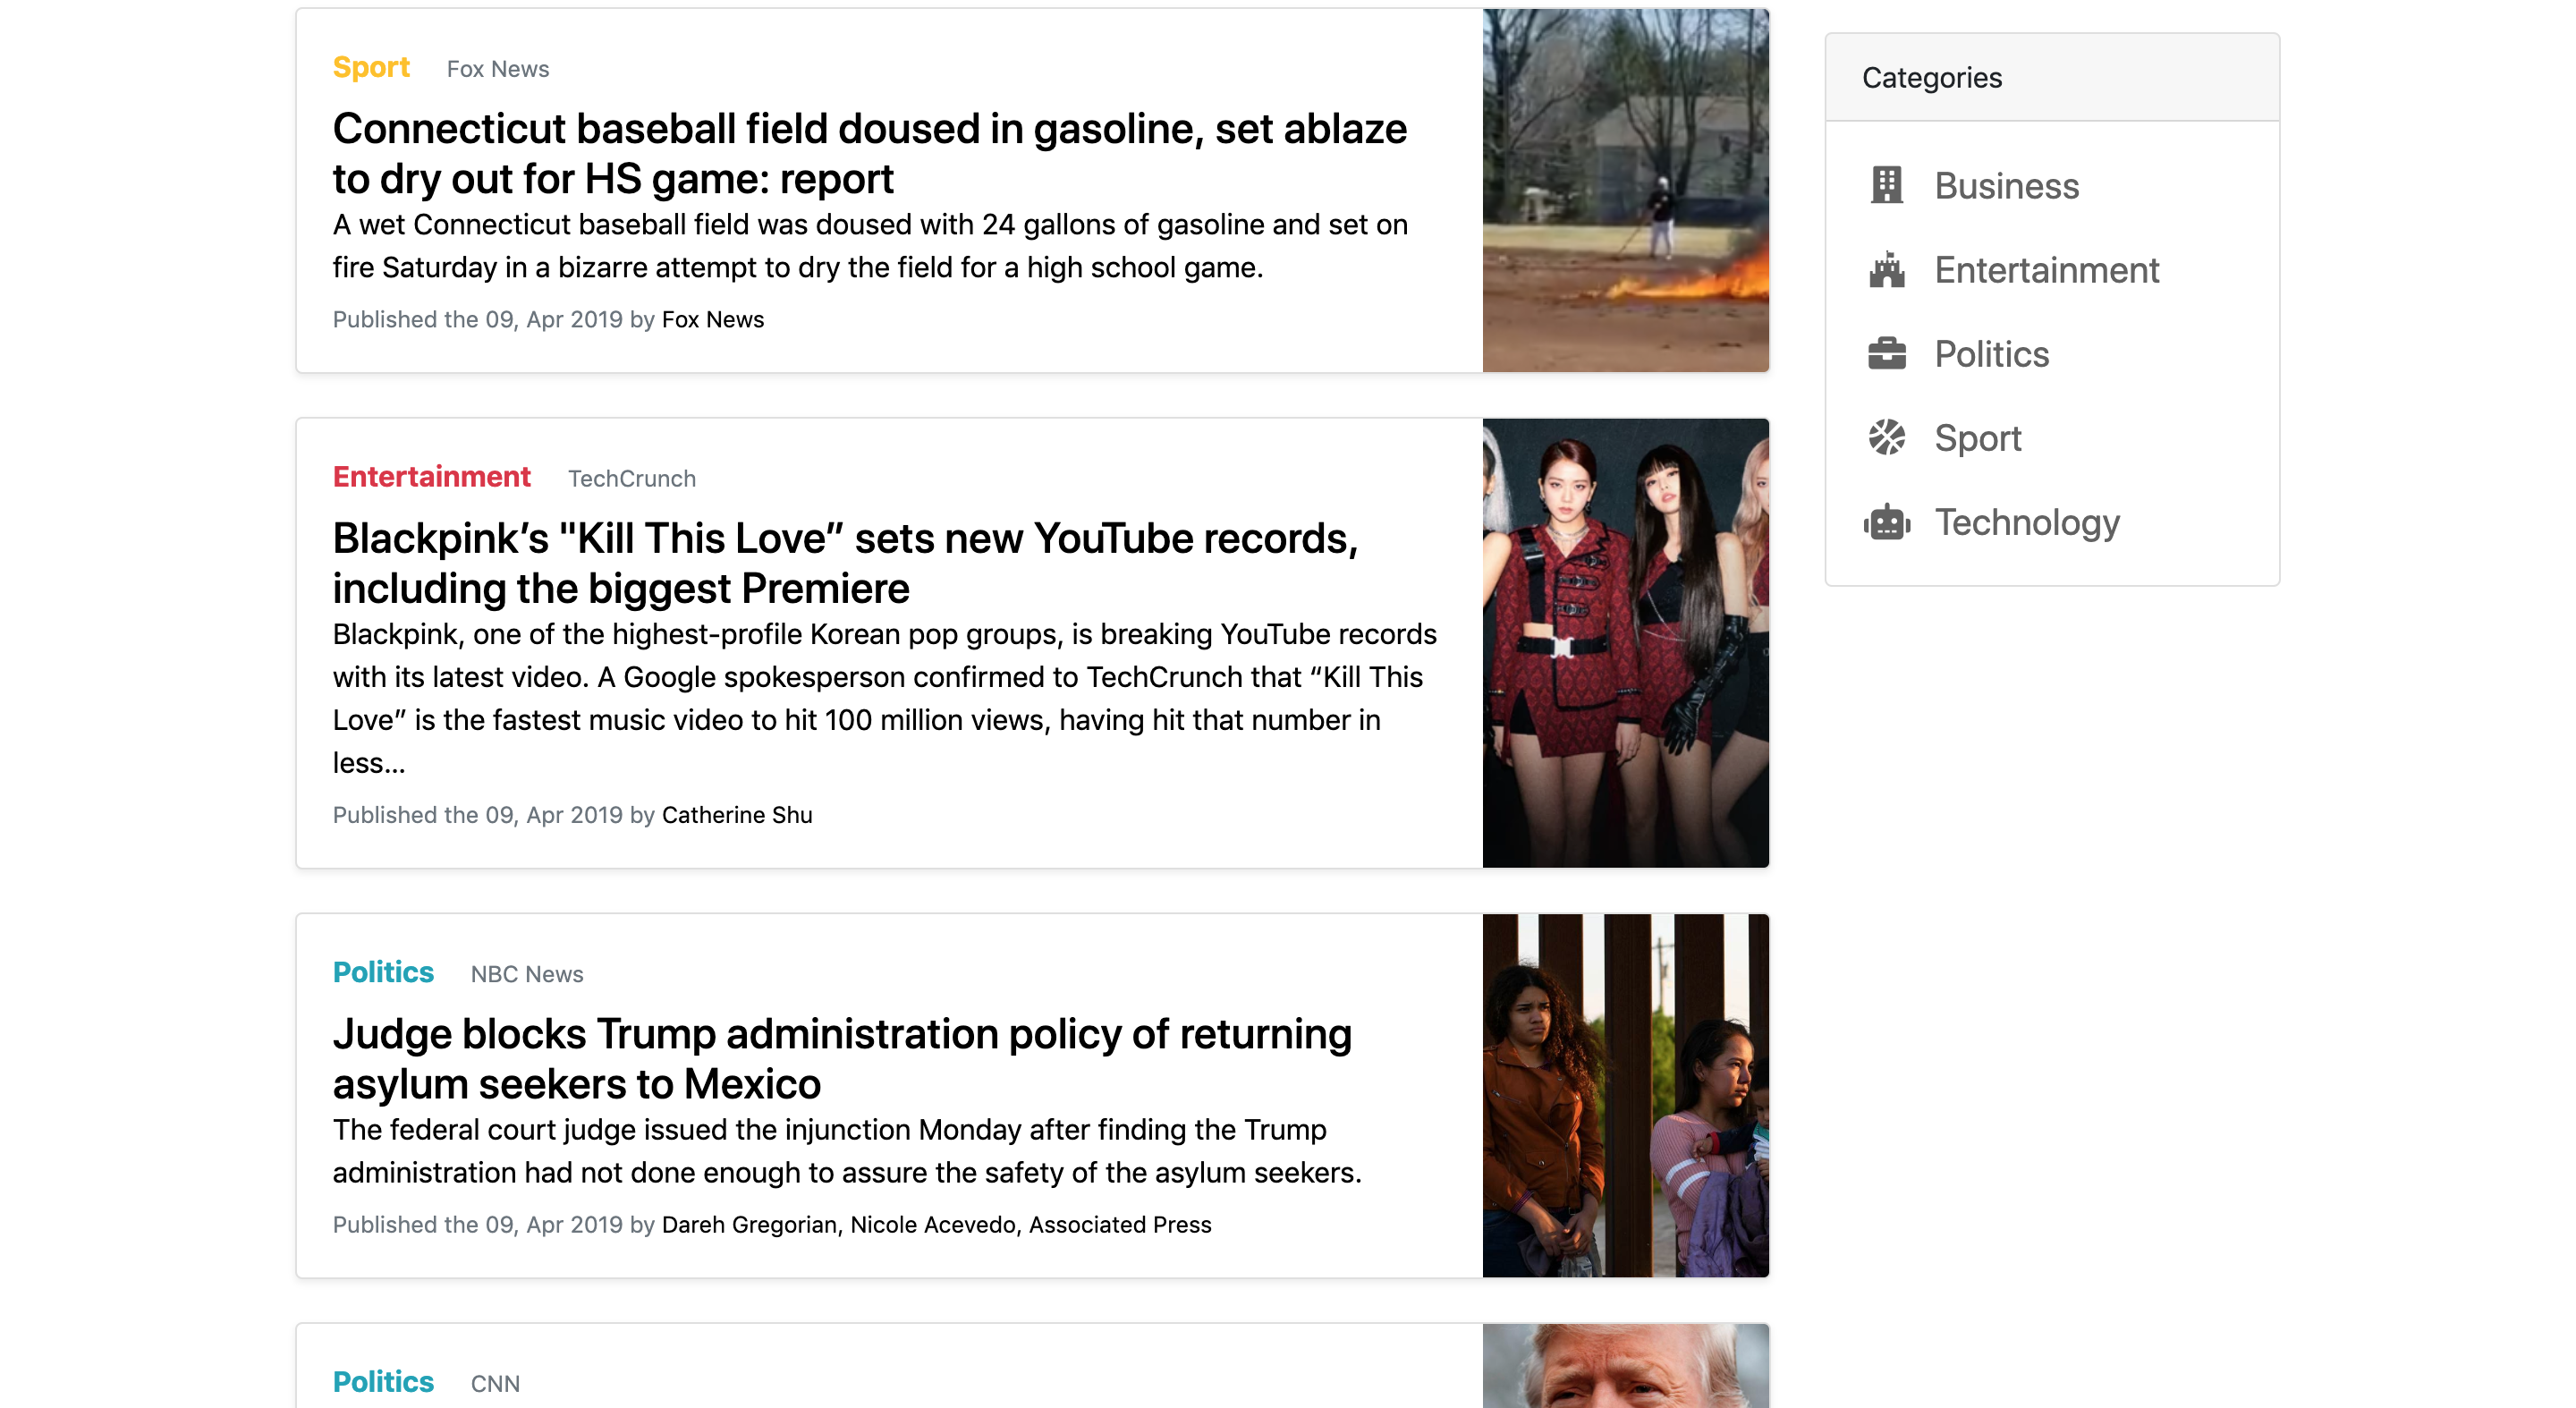 Sport Fox News
Connecticut baseball field doused in gasoline, set ablaze
to dry out for HS game: report
A wet Connecticut baseball field was doused with 24 gallons of gasoline and set on
fire Saturday in a bizarre attempt to dry the field for a high school game.
Published the 09, Apr 2019 by Fox News
Entertainment TechCrunch
Blackpink’s "Kill This Love” sets new YouTube records,
including the biggest Premiere
Blackpink, one of the highest-profile Korean pop groups, is breaking YouTube records
with its latest video. A Google spokesperson confirmed to TechCrunch that “Kill This
Love” is the fastest music video to hit 100 million views, having hit that number in
less…
Published the 09, Apr 2019 by Catherine Shu
Politics NBC News
Judge blocks Trump administration policy of returning
asylum seekers to Mexico
The federal court judge issued the injunction Monday after finding the Trump
administration had not done enough to assure the safety of the asylum seekers.
Published the 09, Apr 2019 by Dareh Gregorian, Nicole Acevedo, Associated Press
Politics CNN
Categories
Business
Entertainment
Politics
Sport
Technology